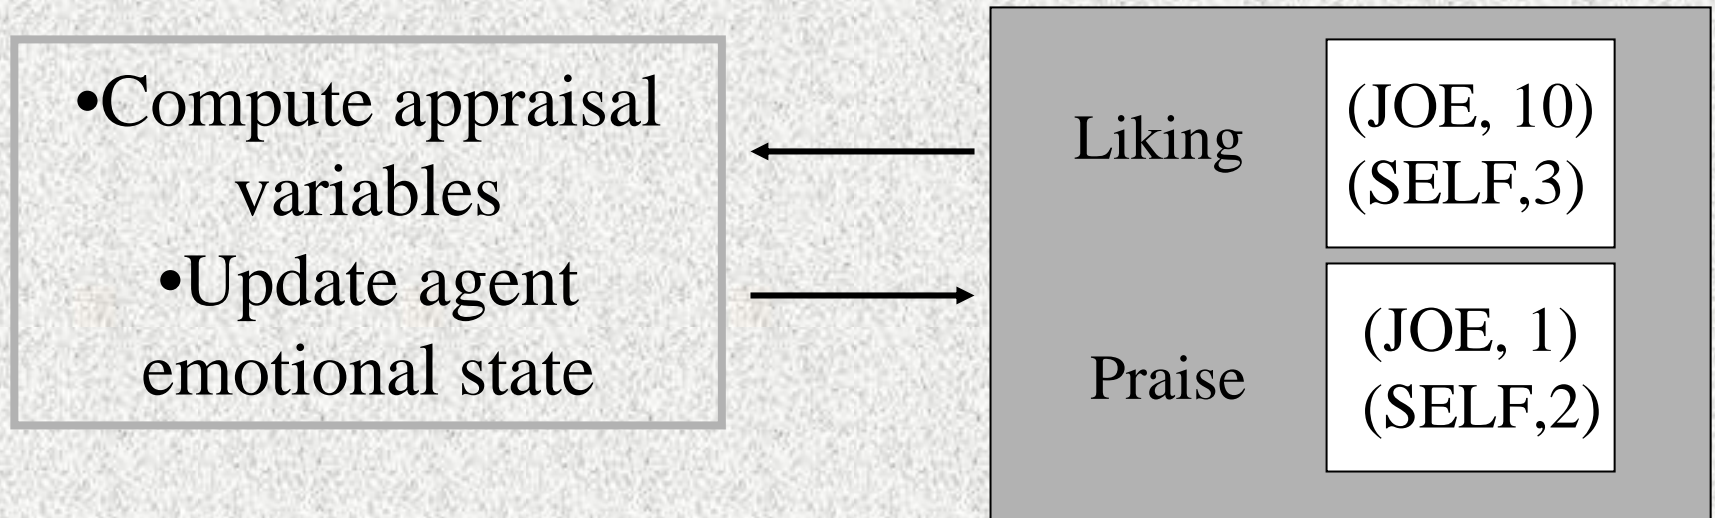 •Compute appraisal
variables
•Update agent
emotional state
Liking
(JOE, 10)
(SELF,3)
Praise
(JOE, 1)
(SELF,2)